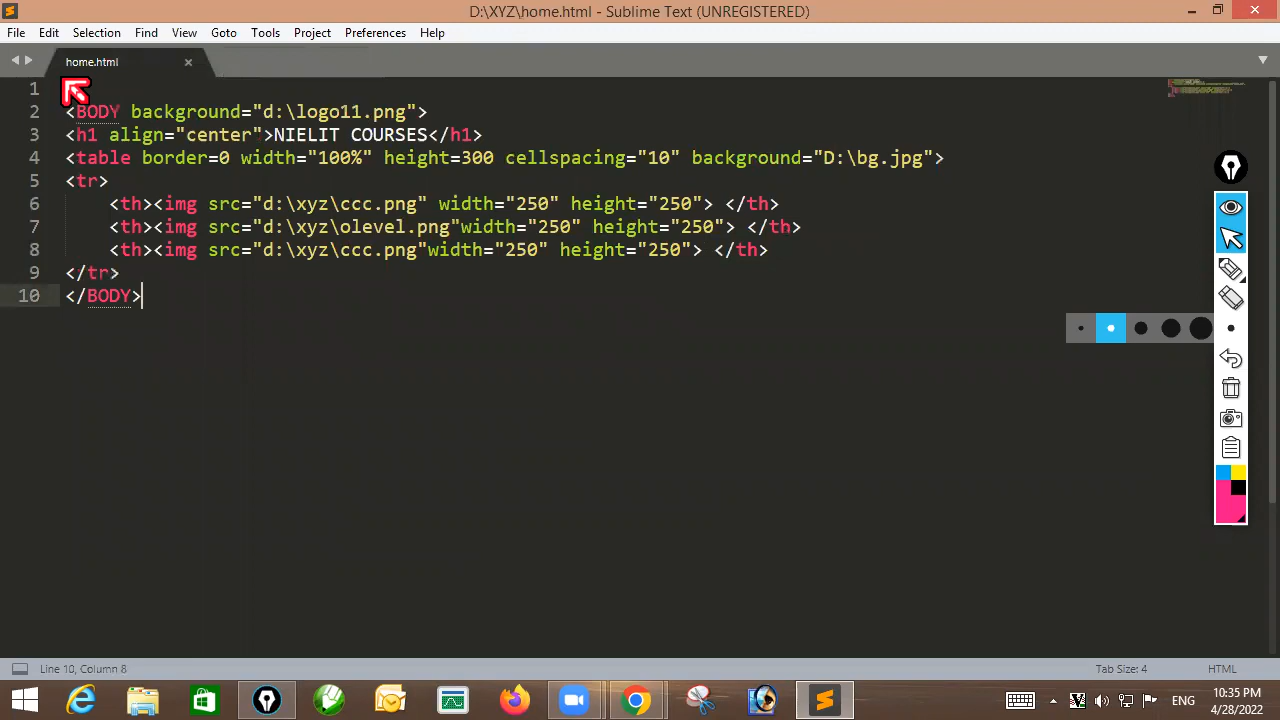 D:\XYZ\home.html - Sublime Text (UNREGISTERED)
File Edit Selection Find View Goto Tools Project Preferences Help
home.html
1
2 <BODY background="d:\logo11.png">
3 <h1 align="center">NIELIT COURSES</h1>
4 <table border=0 width="100%" height=300 cellspacing="10" background="D:\bg.jpg">
5 <tr>
6 <th><img src="d:\xyz\ccc.png" width="250" height="250"> </th>
7 <th><img src="d:\xyz\olevel.png"width="250" height="250"> </th>
8 <th><img src="d:\xyz\ccc.png"width="250" height="250"> </th>
9 </tr>
10 </BODY>
Line 10, Column 8 Tab Size: 4 HTML
ENG 10:35 PM
4/28/2022